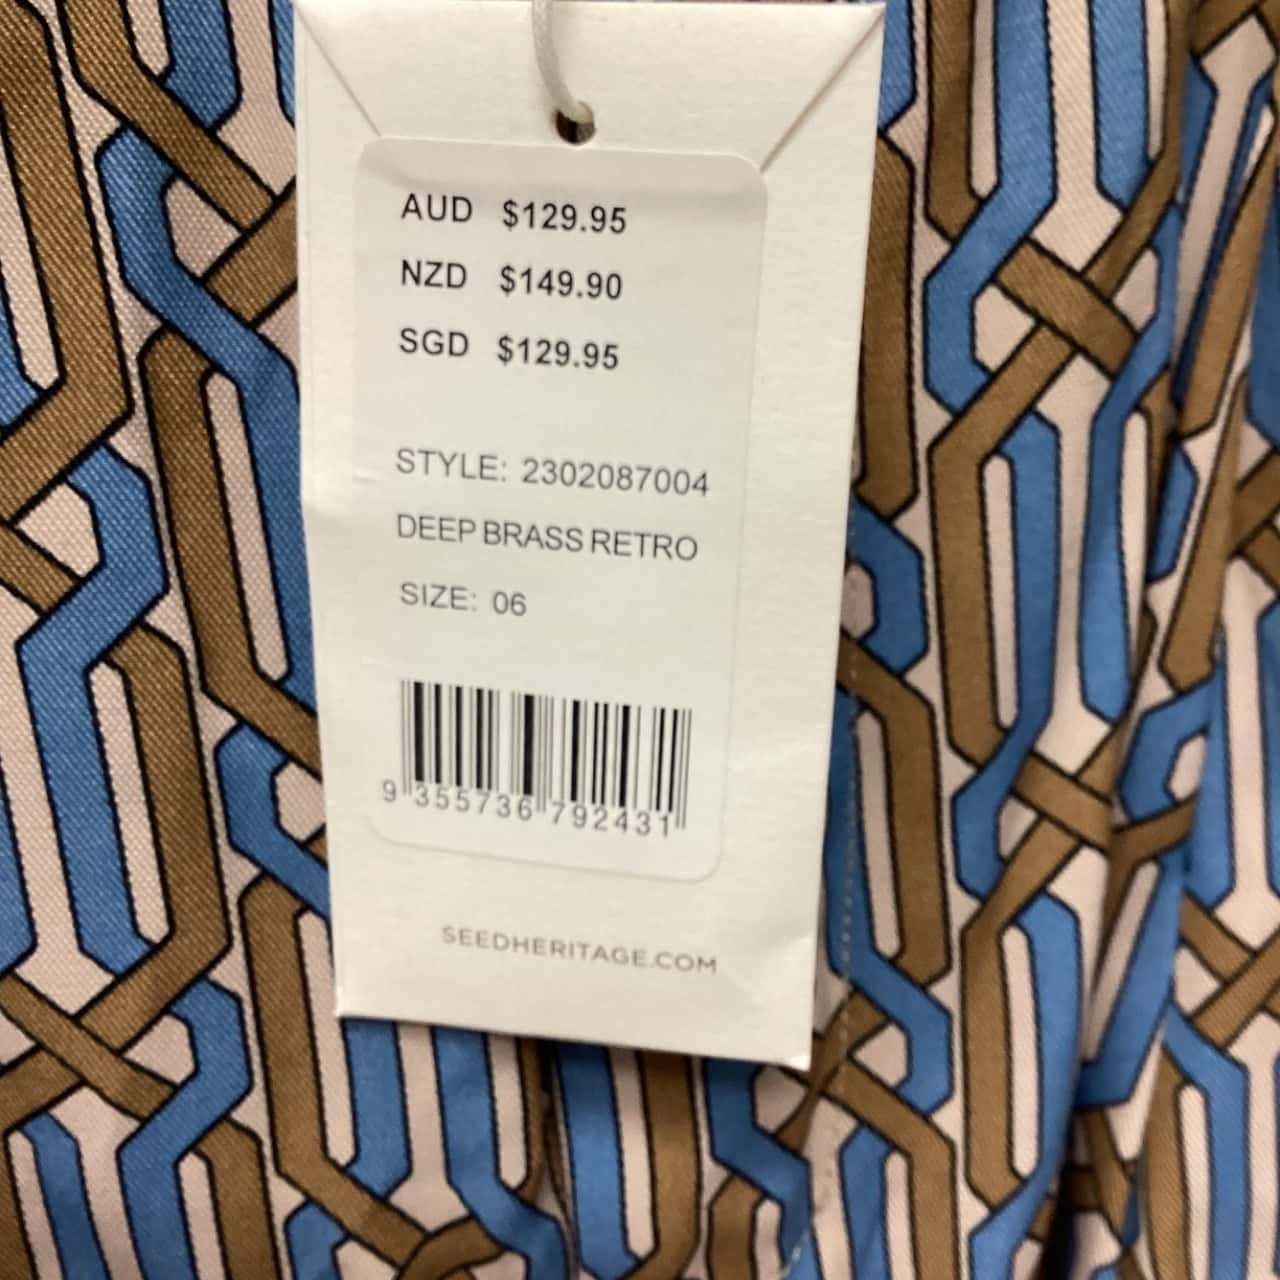 AUD $129.95
NZD $149.90
SGD $129.95
STYLE: 2302087004
DEEP BRASS RETRO
SIZE: 06
9 355736 792431
SEEDHERITAGE.COM